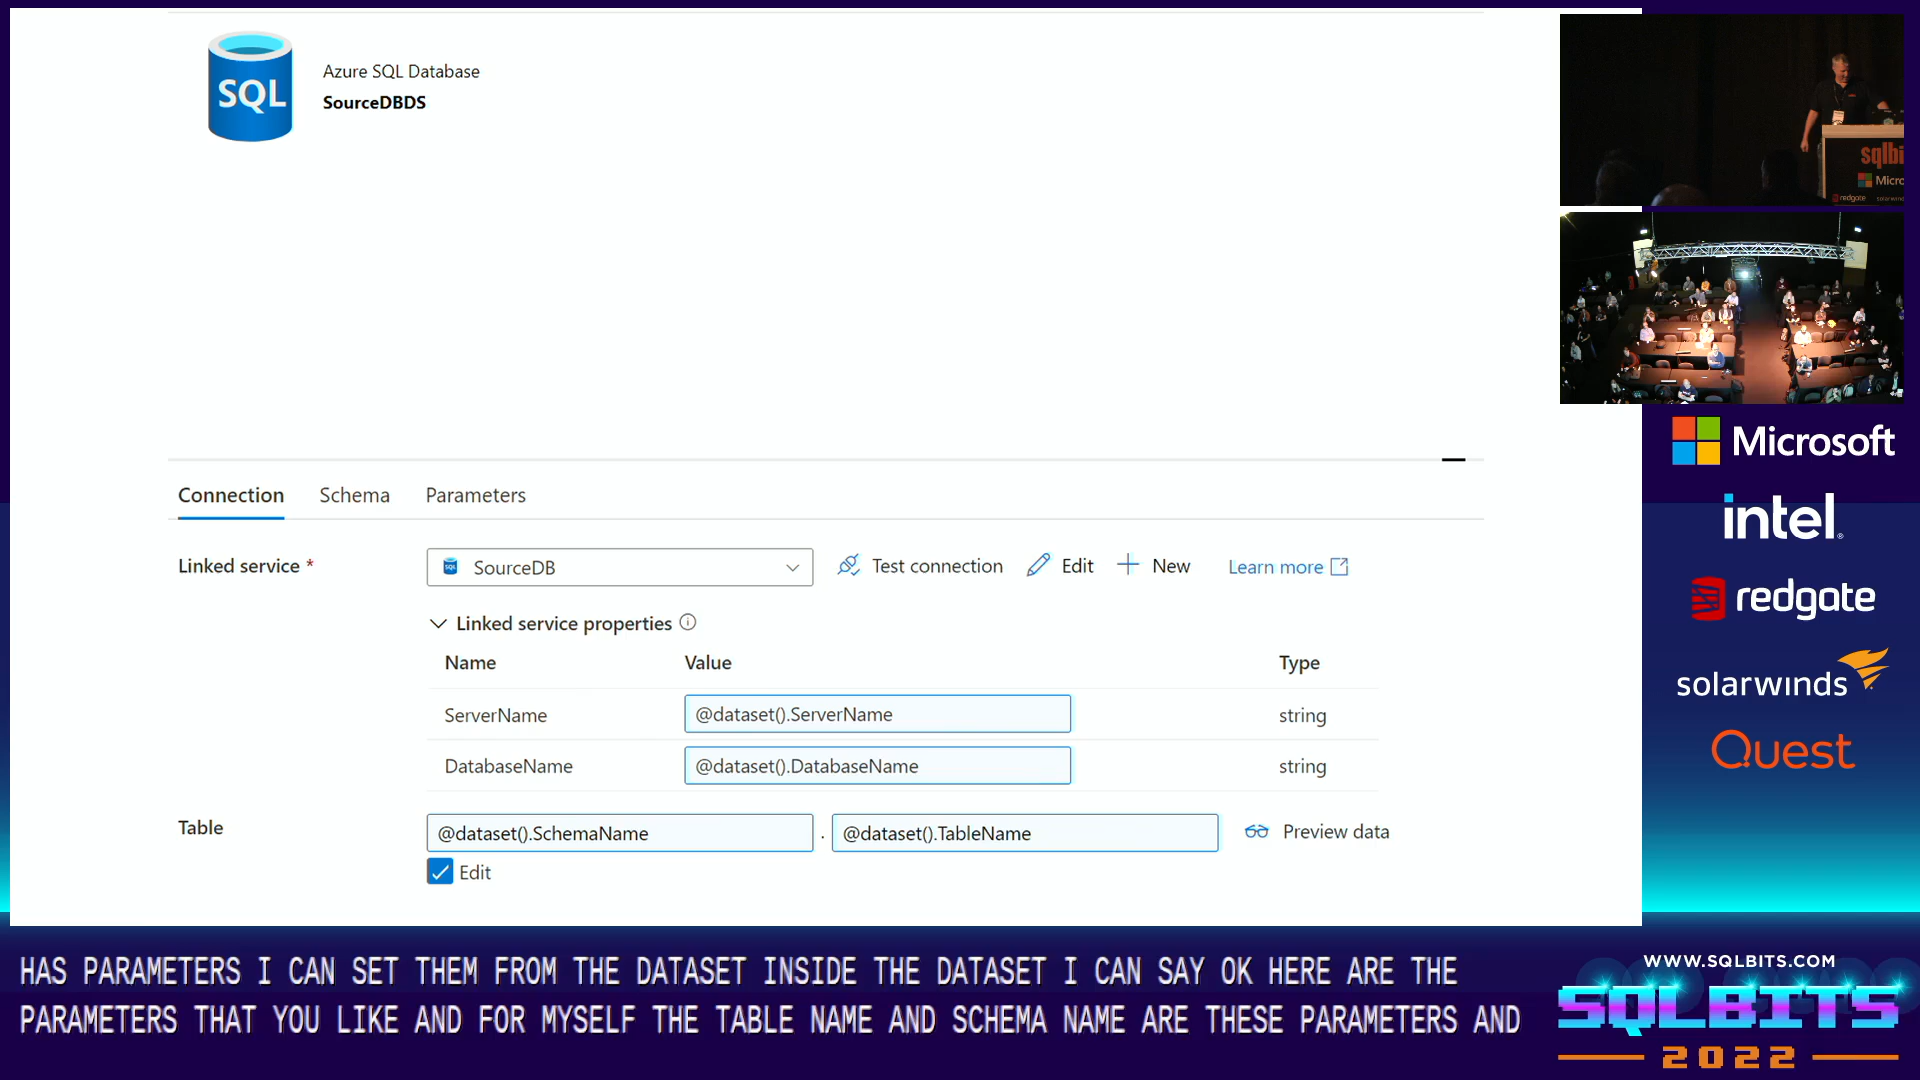 SQL
Azure SQL Database
SourceDBDS
Connection Schema Parameters
Linked service *
SourceDB
Test connection
Edit
New
Learn more
Linked service properties
Name Value Type
ServerName @dataset().ServerName string
DatabaseName @dataset().DatabaseName string
Table
@dataset().SchemaName . @dataset().TableName
Preview data
Edit
sqlbi
Micro
redgate
Microsoft
intel.
redgate
solarwinds
Quest
HAS PARAMETERS I CAN SET THEM FROM THE DATASET INSIDE THE DATASET I CAN SAY OK HERE ARE THE
PARAMETERS THAT YOU LIKE AND FOR MYSELF THE TABLE NAME AND SCHEMA NAME ARE THESE PARAMETERS AND
WWW.SQLBITS.COM
SQLBITS
2022